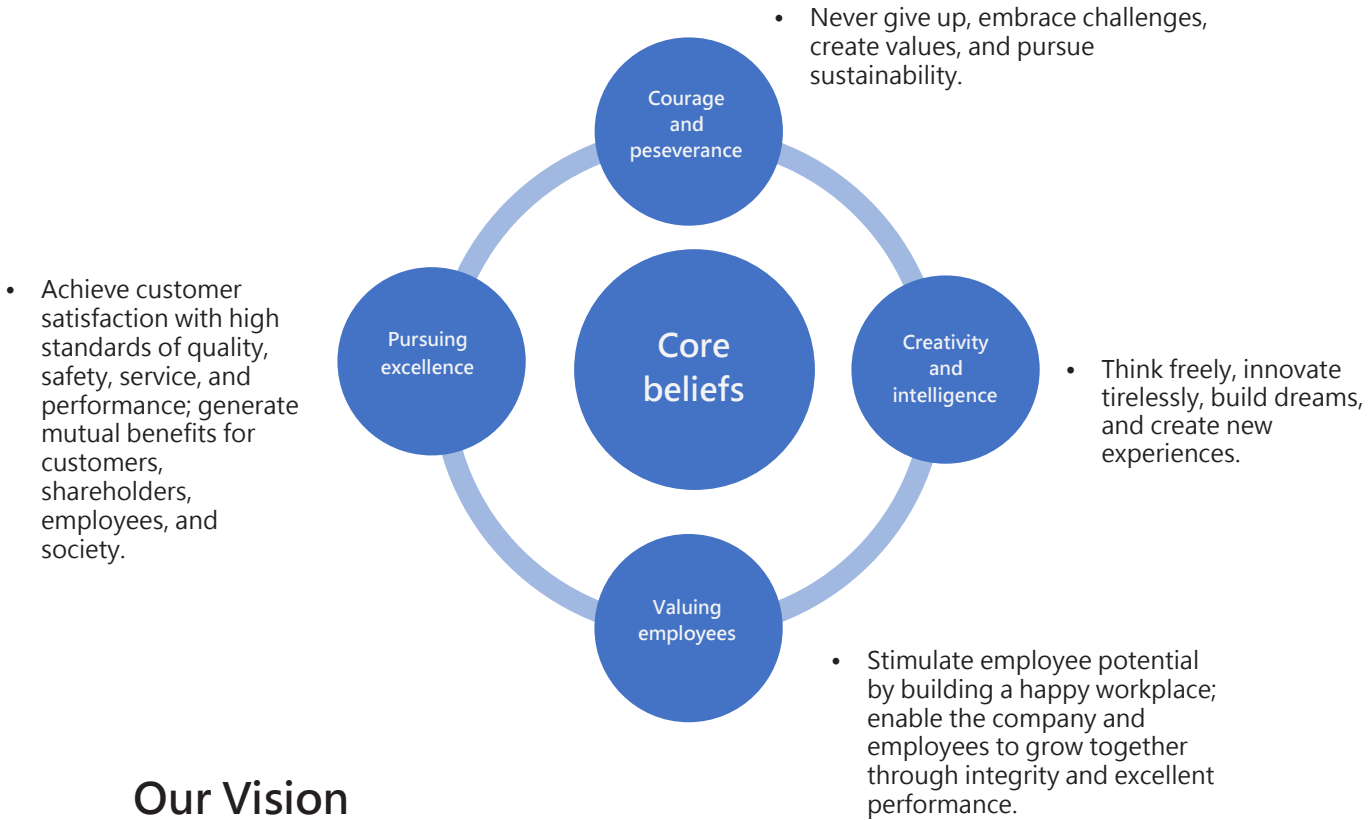 • Never give up, embrace challenges,
create values, and pursue
sustainability.
Courage
and
peseverance
• Achieve customer
satisfaction with high
standards of quality,
safety, service, and
performance; generate
mutual benefits for
customers,
shareholders,
employees, and
society.
Pursuing
excellence
Core
beliefs
Creativity
and
intelligence
• Think freely, innovate
tirelessly, build dreams,
and create new
experiences.
Valuing
employees
• Stimulate employee potential
by building a happy workplace;
enable the company and
employees to grow together
through integrity and excellent
performance.
Our Vision